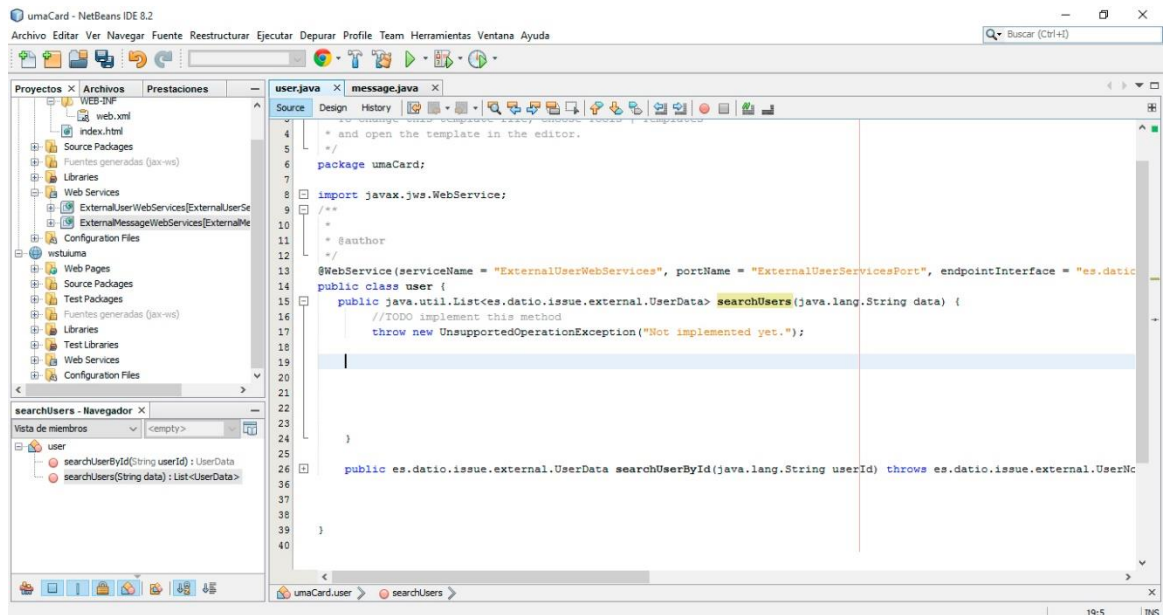 umaCard - NetBeans IDE 8.2
Archivo Editar Ver Navegar Fuente Reestructurar Ejecutar Depurar Profile Team Herramientas Ventana Ayuda
Buscar (Ctrl+I)
Proyectos Archivos Prestaciones
WEB-INF
web.xml
index.html
Source Packages
Fuentes generadas (jax-ws)
Libraries
Web Services
ExternalUserWebServices[ExternalUserSe
ExternalMessageWebServices[ExternalMe
Configuration Files
wstuiuma
Web Pages
Source Packages
Test Packages
Fuentes generadas (jax-ws)
Libraries
Test Libraries
Web Services
Configuration Files
searchUsers - Navegador
Vista de miembros <empty>
user
searchUserById(String userId) : UserData
searchUsers(String data) : List<UserData>
user.java message.java
Source Design History
3 * To change this template file, choose Tools | Templates
4 * and open the template in the editor.
5 */
6 package umaCard;
7
8 import javax.jws.WebService;
9 /**
10 *
11 * @author
12 */
13 @WebService(serviceName = "ExternalUserWebServices", portName = "ExternalUserServicesPort", endpointInterface = "es.datic
14 public class user {
15 public java.util.List<es.datio.issue.external.UserData> searchUsers(java.lang.String data) {
16 //TODO implement this method
17 throw new UnsupportedOperationException("Not implemented yet.");
18
19
20
21
22
23
24 }
25
26 public es.datio.issue.external.UserData searchUserById(java.lang.String userId) throws es.datio.issue.external.UserNo
36
37
38
39 }
40
umaCard.user searchUsers
19:5 INS